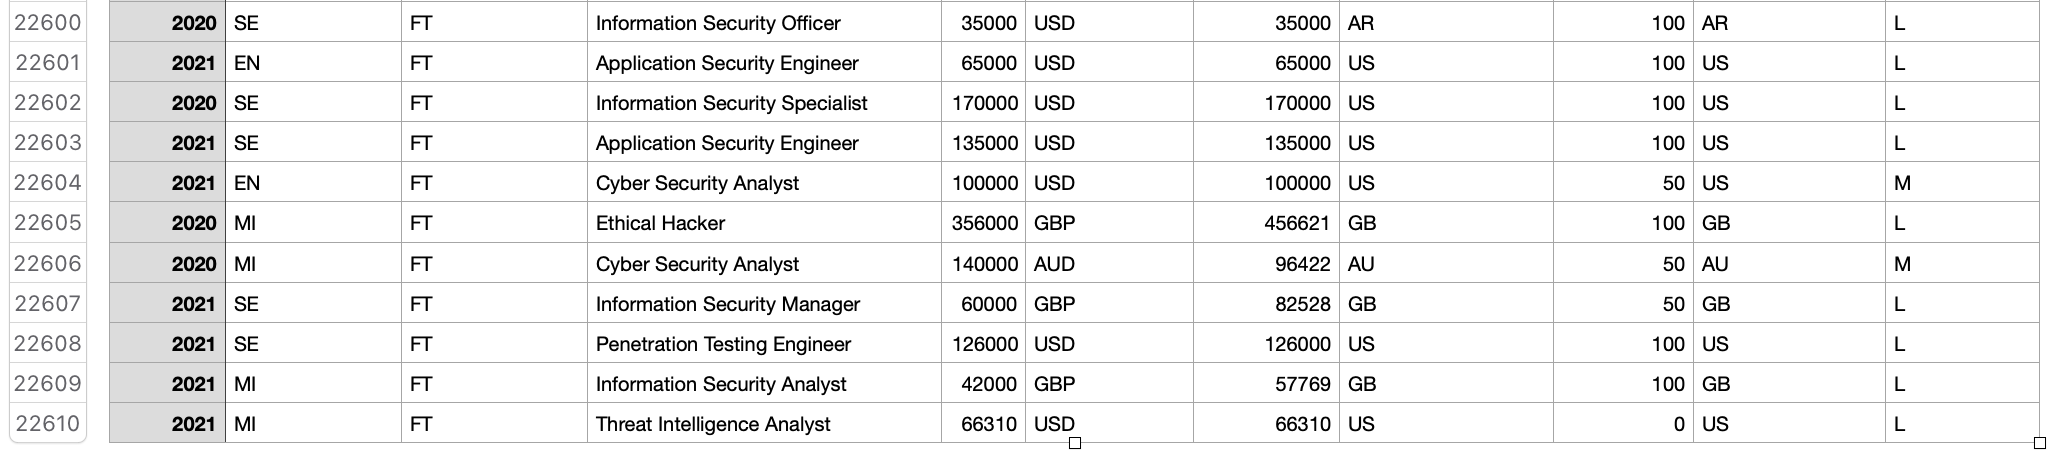 22600 2020 SE FT Information Security Officer 35000 USD 35000 AR 100 AR L
22601 2021 EN FT Application Security Engineer 65000 USD 65000 US 100 US L
22602 2020 SE FT Information Security Specialist 170000 USD 170000 US 100 US L
22603 2021 SE FT Application Security Engineer 135000 USD 135000 US 100 US L
22604 2021 EN FT Cyber Security Analyst 100000 USD 100000 US 50 US M
22605 2020 MI FT Ethical Hacker 356000 GBP 456621 GB 100 GB L
22606 2020 MI FT Cyber Security Analyst 140000 AUD 96422 AU 50 AU M
22607 2021 SE FT Information Security Manager 60000 GBP 82528 GB 50 GB L
22608 2021 SE FT Penetration Testing Engineer 126000 USD 126000 US 100 US L
22609 2021 MI FT Information Security Analyst 42000 GBP 57769 GB 100 GB L
22610 2021 MI FT Threat Intelligence Analyst 66310 USD 66310 US 0 US L